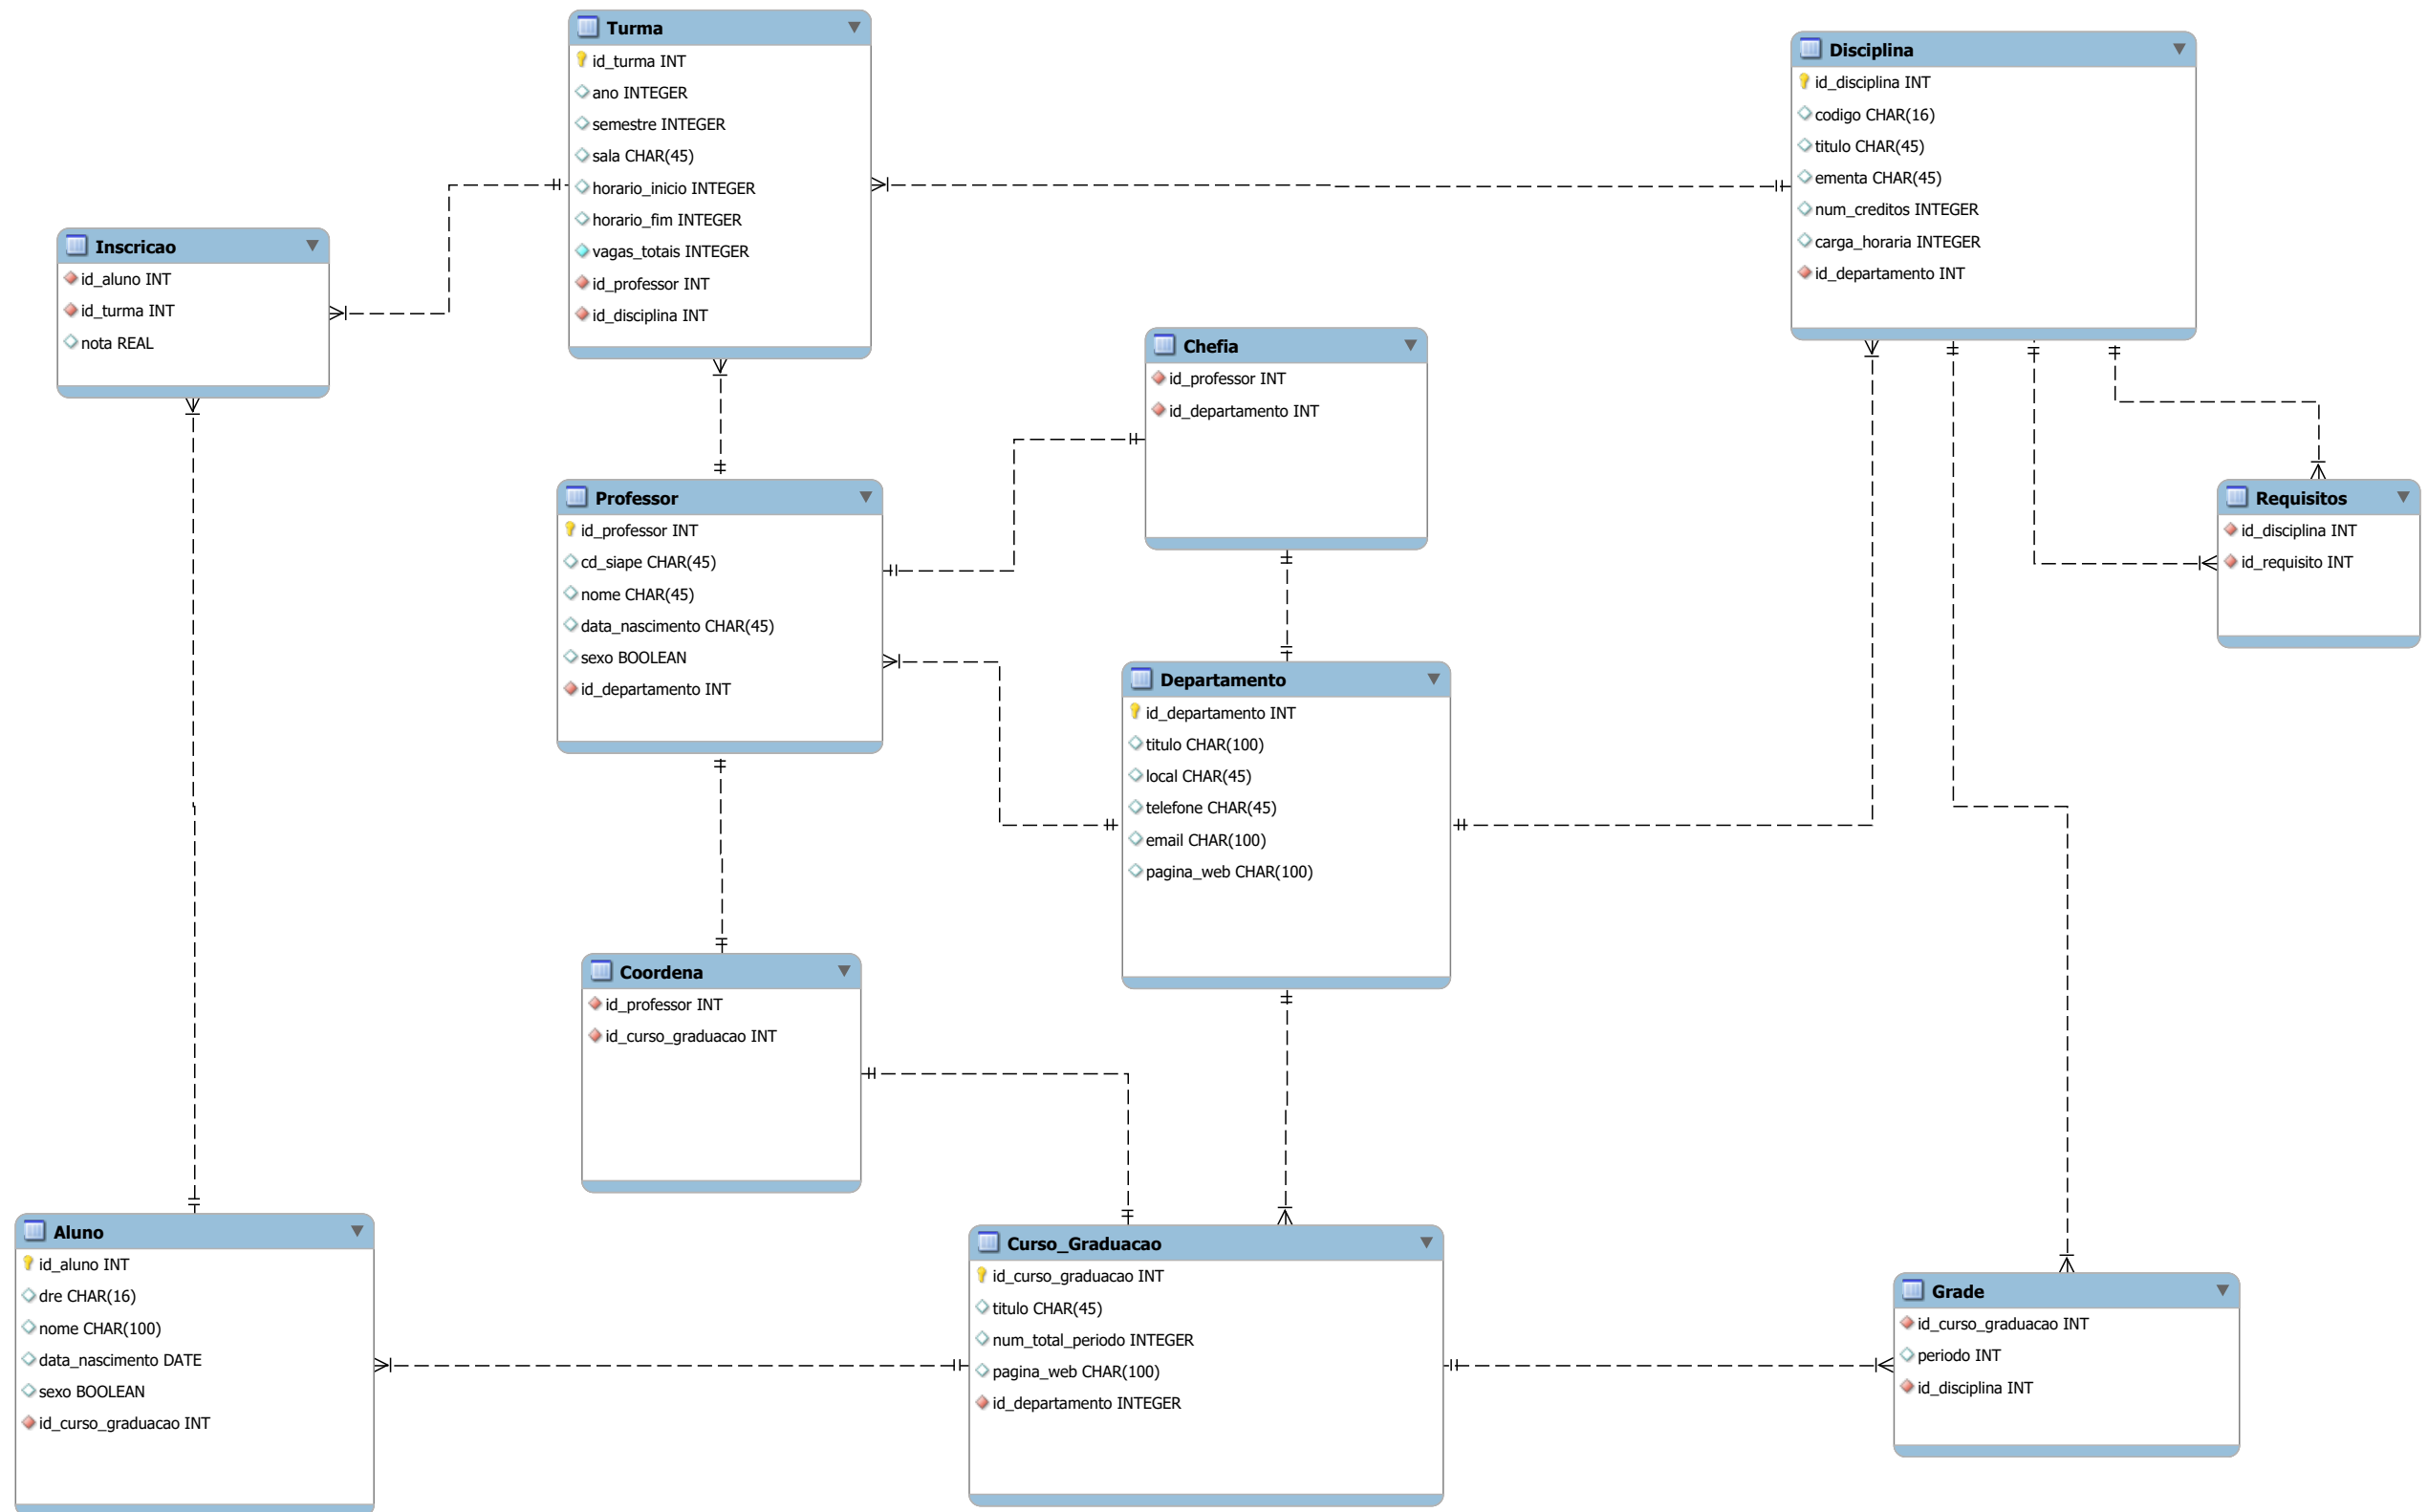 Turma
id_turma INT
ano INTEGER
semestre INTEGER
sala CHAR(45)
horario_inicio INTEGER
horario_fim INTEGER
vagas_totais INTEGER
id_professor INT
id_disciplina INT
Disciplina
id_disciplina INT
codigo CHAR(16)
titulo CHAR(45)
ementa CHAR(45)
num_creditos INTEGER
carga_horaria INTEGER
id_departamento INT
Inscricao
id_aluno INT
id_turma INT
nota REAL
Chefia
id_professor INT
id_departamento INT
Professor
id_professor INT
cd_siape CHAR(45)
nome CHAR(45)
data_nascimento CHAR(45)
sexo BOOLEAN
id_departamento INT
Requisitos
id_disciplina INT
id_requisito INT
Departamento
id_departamento INT
titulo CHAR(100)
local CHAR(45)
telefone CHAR(45)
email CHAR(100)
pagina_web CHAR(100)
Coordena
id_professor INT
id_curso_graduacao INT
Aluno
id_aluno INT
dre CHAR(16)
nome CHAR(100)
data_nascimento DATE
sexo BOOLEAN
id_curso_graduacao INT
Curso_Graduacao
id_curso_graduacao INT
titulo CHAR(45)
num_total_periodo INTEGER
pagina_web CHAR(100)
id_departamento INTEGER
Grade
id_curso_graduacao INT
periodo INT
id_disciplina INT